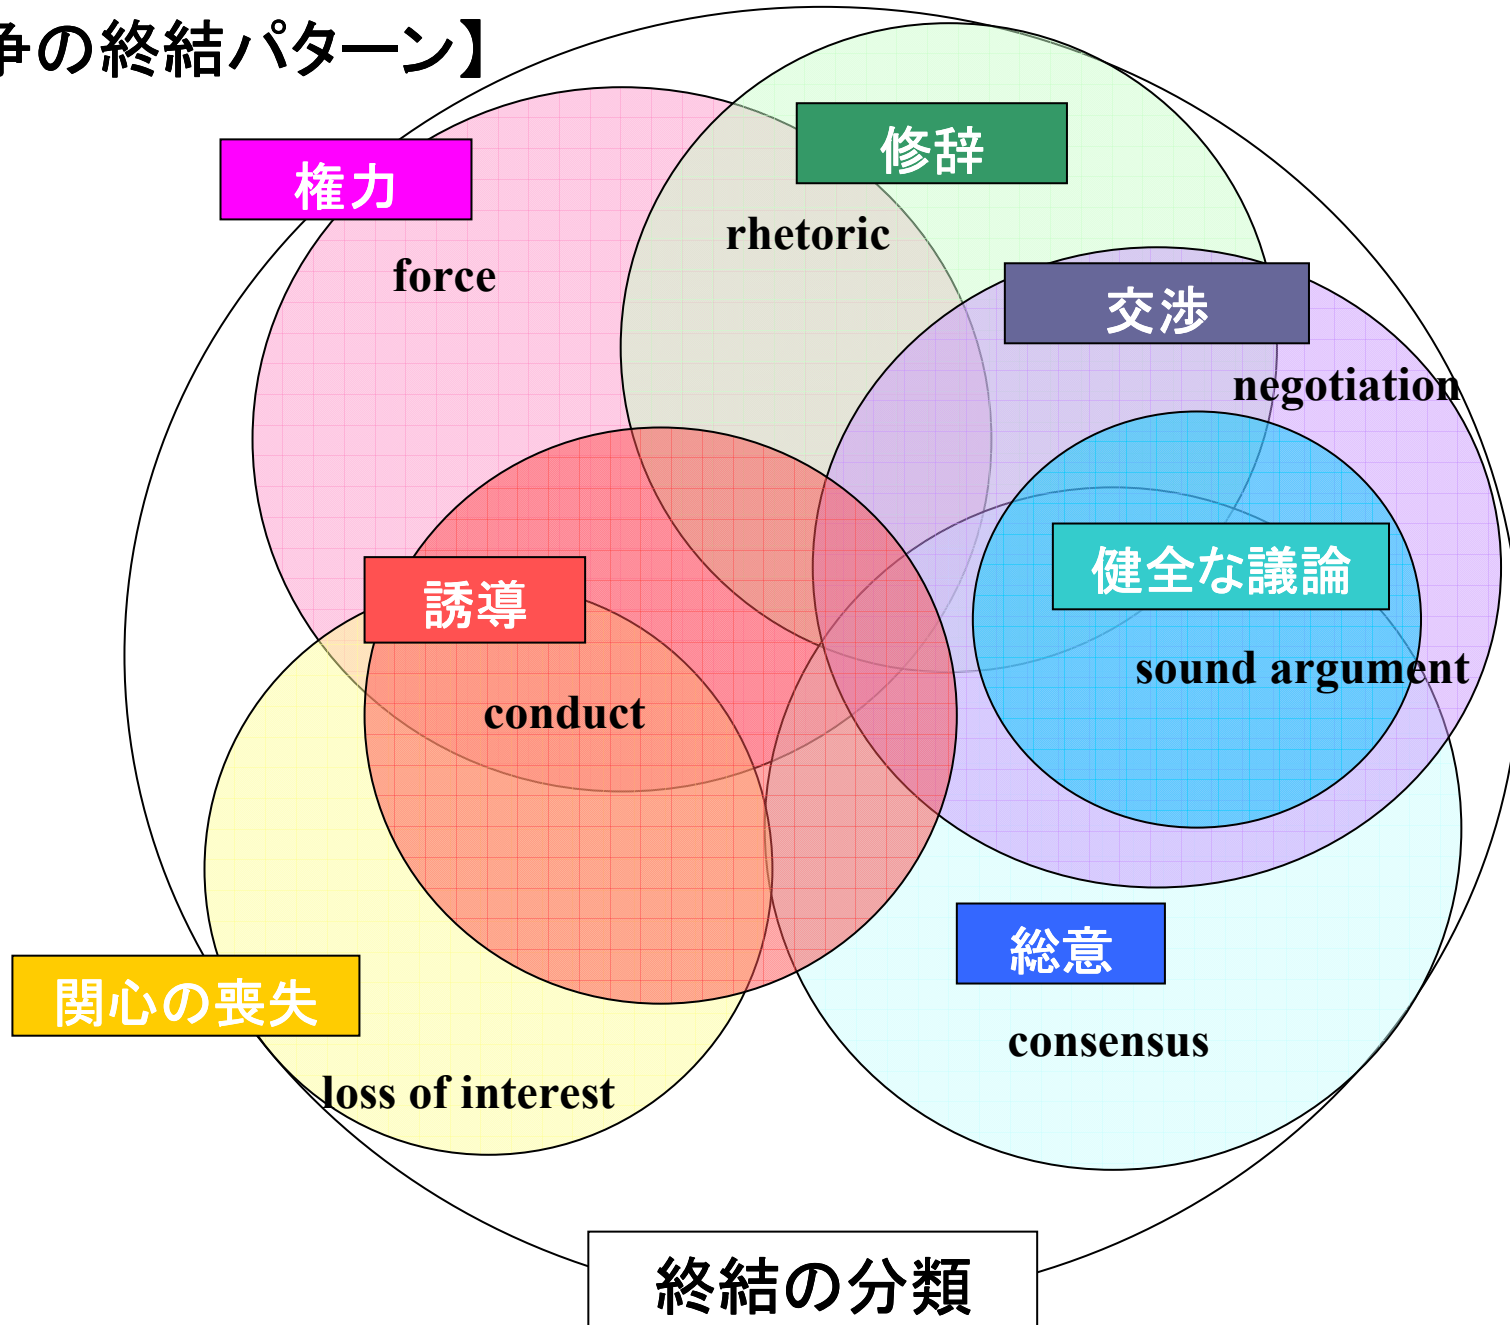 争の終結パターン】
権力
force
修辞
rhetoric
交渉
negotiation
健全な議論
sound argument
誘導
conduct
総意
consensus
関心の喪失
loss of interest
終結の分類